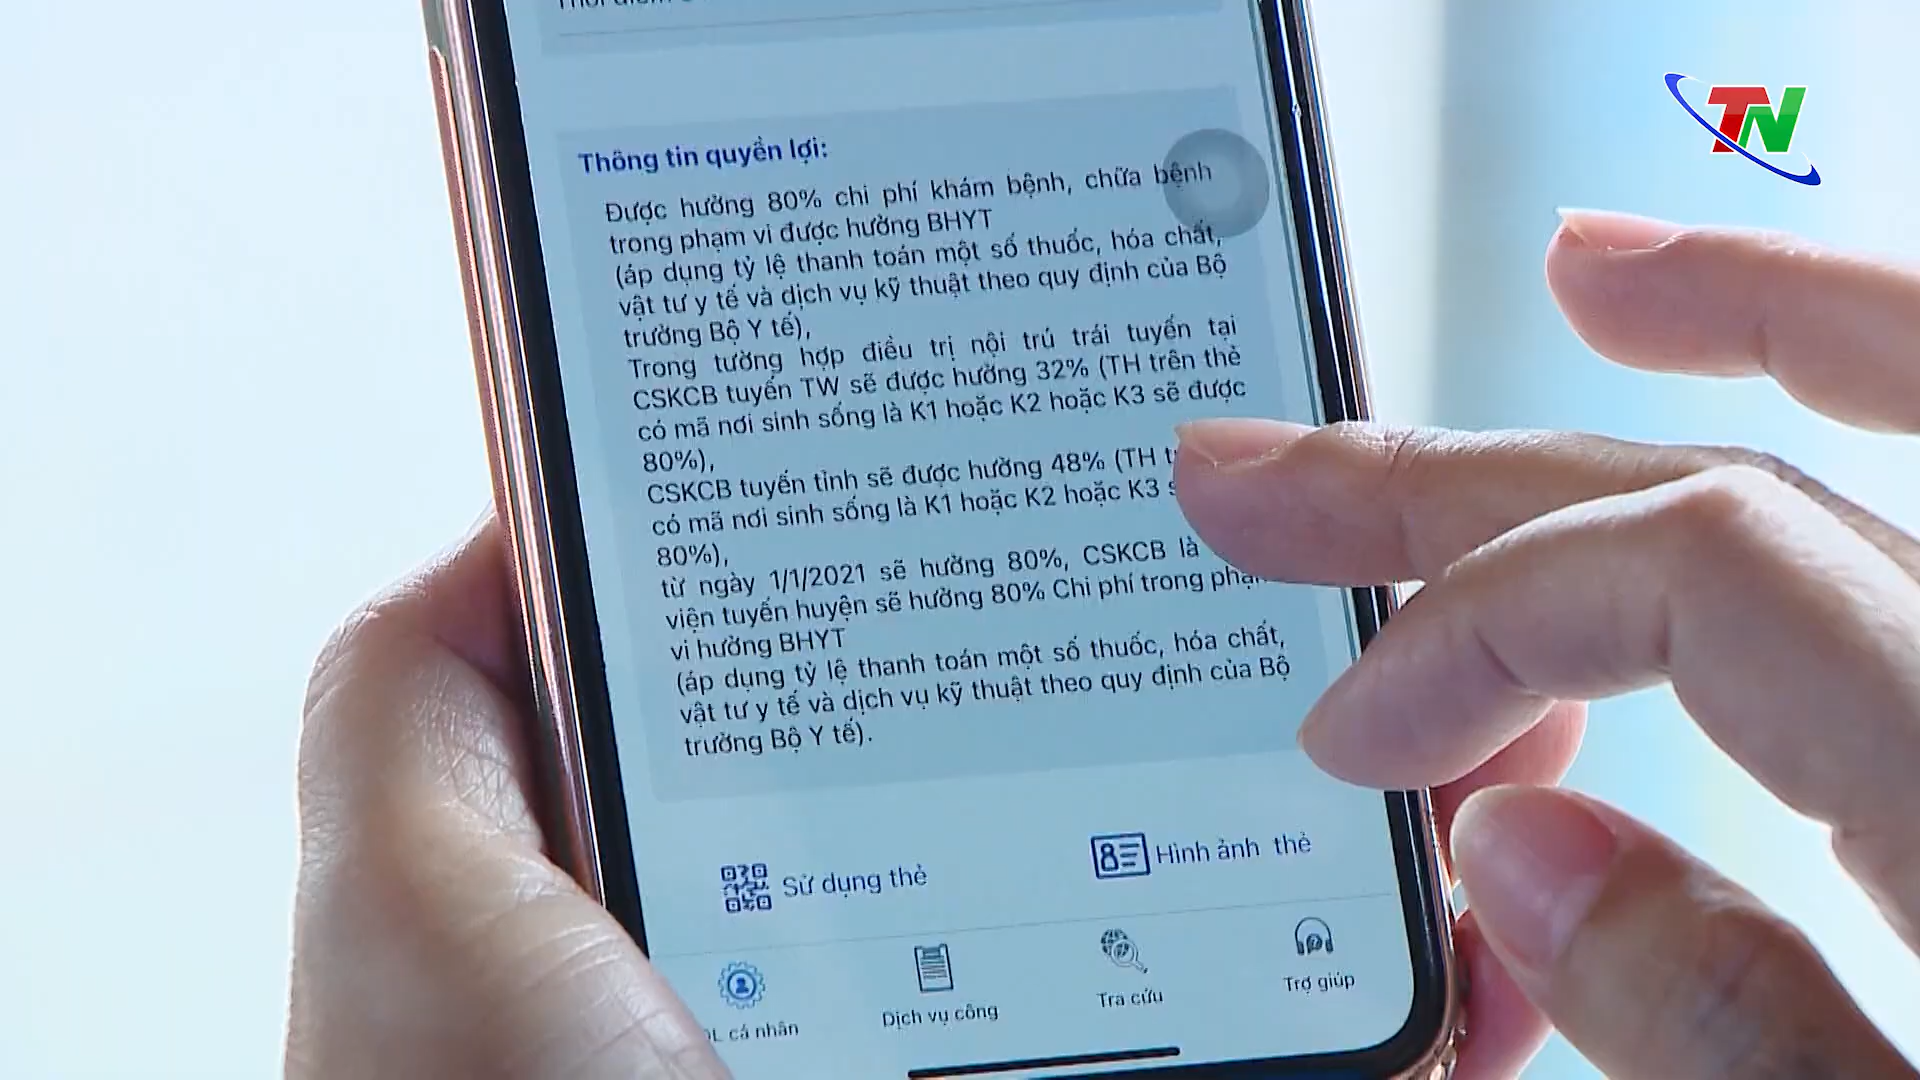 TN
Thông tin quyền lợi:
Được hưởng 80% chi phí khám bệnh, chữa bệnh
trong phạm vi được hưởng BHYT
(áp dụng tỷ lệ thanh toán một số thuốc, hóa chất,
vật tư y tế và dịch vụ kỹ thuật theo quy định của Bộ
trưởng Bộ Y tế),
Trong tường hợp điều trị nội trú trái tuyến tại
CSKCB tuyến TW sẽ được hưởng 32% (TH trên thẻ
có mã nơi sinh sống là K1 hoặc K2 hoặc K3 sẽ được
80%),
CSKCB tuyến tỉnh sẽ được hưởng 48% (TH
có mã nơi sinh sống là K1 hoặc K2 hoặc K3
80%),
từ ngày 1/1/2021 sẽ hưởng 80%, CSKCB là
viện tuyến huyện sẽ hưởng 80% Chi phí trong phạm
vi hưởng BHYT
(áp dụng tỷ lệ thanh toán một số thuốc, hóa chất,
vật tư y tế và dịch vụ kỹ thuật theo quy định của Bộ
trưởng Bộ Y tế).
Sử dụng thẻ
Hình ảnh thẻ
cá nhân
Dịch vụ công
Tra cứu
Trợ giúp